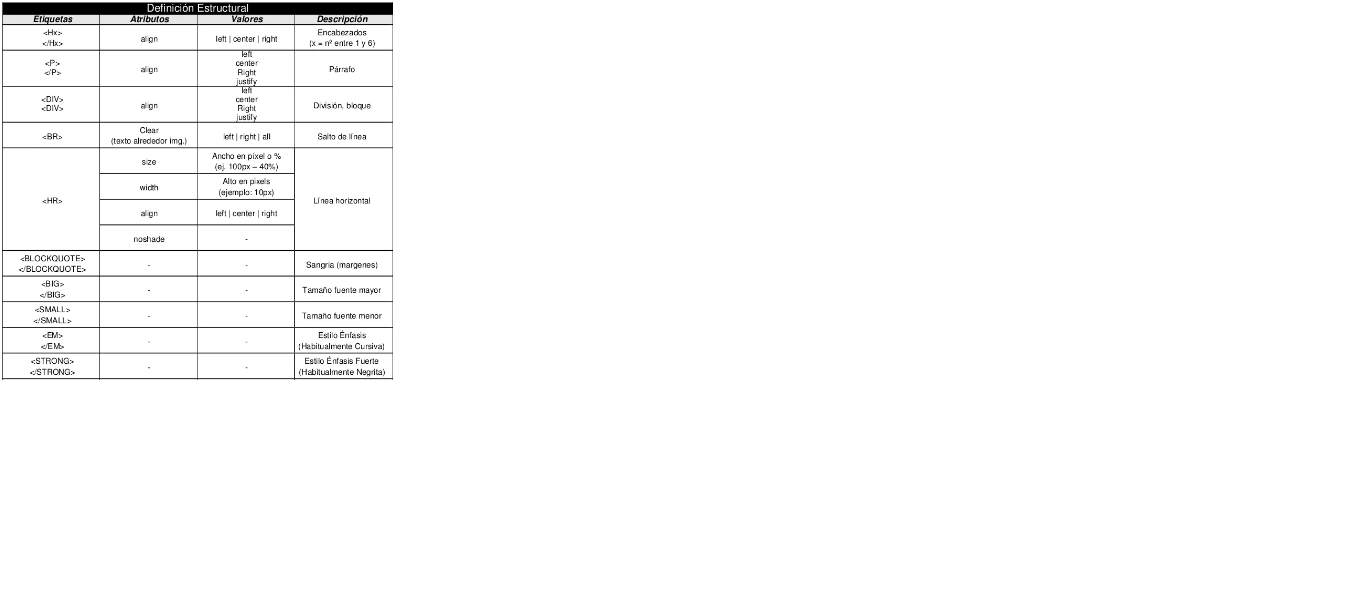 Definición Estructural
Etiquetas Atributos Valores Descripción
<Hx>
</Hx>
align
left | center | right
Encabezados
(x = nº entre 1 y 6)
<P>
</P>
align
left
center
Right
justify
Párrafo
<DIV>
<DIV>
align
left
center
Right
justify
División, bloque
<BR>
Clear
(texto alrededor img.)
left | right | all
Salto de línea
<HR>
size
Ancho en píxel o %
(ej. 100px – 40%)
width
Alto en pixels
(ejemplo: 10px)
align
left | center | right
noshade
-
Línea horizontal
<BLOCKQUOTE>
</BLOCKQUOTE>
-
-
Sangria (margenes)
<BIG>
</BIG>
-
-
Tamaño fuente mayor
<SMALL>
</SMALL>
-
-
Tamaño fuente menor
<EM>
</EM>
-
-
Estilo Énfasis
(Habitualmente Cursiva)
<STRONG>
</STRONG>
-
-
Estilo Énfasis Fuerte
(Habitualmente Negrita)